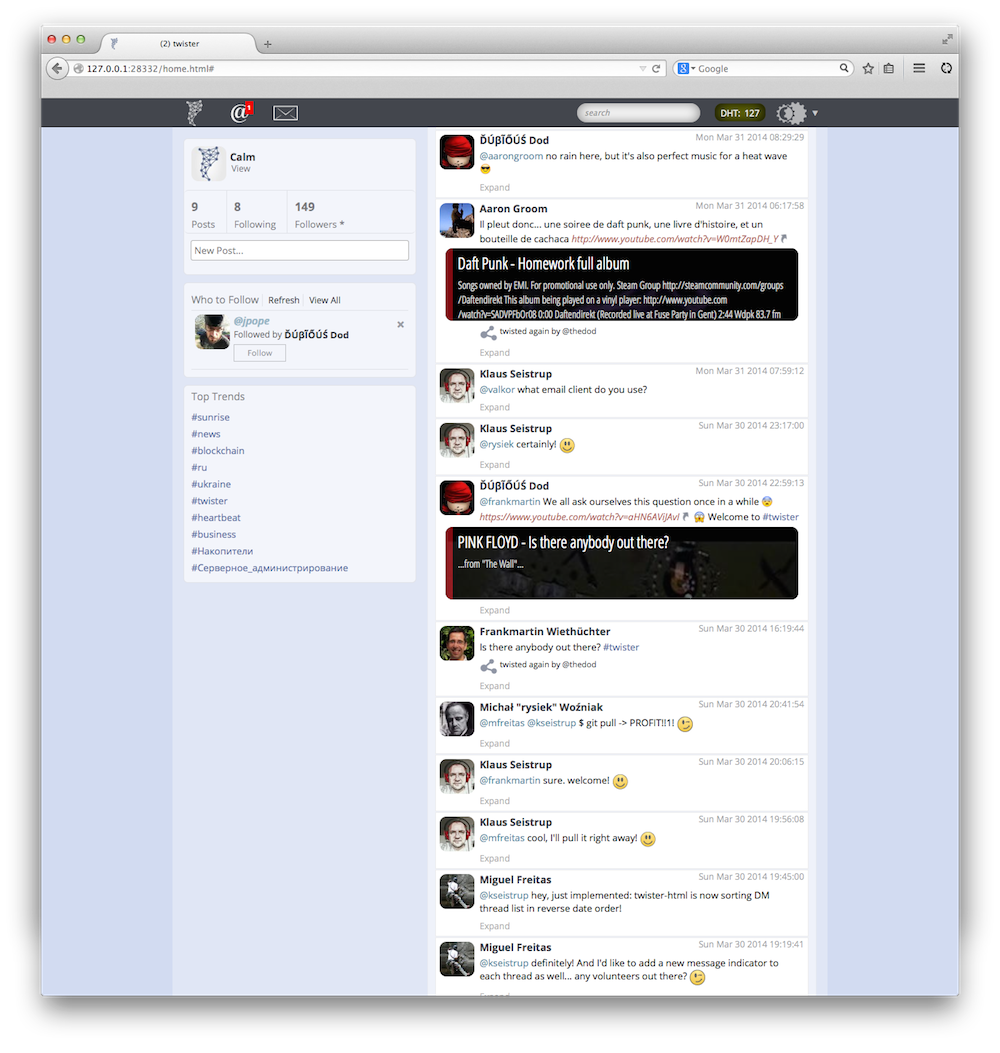 (2) twister
127.0.0.1:28332/home.html#
Google
@ 1
search
DHT: 127
Calm
View
9
Posts
8
Following
149
Followers *
New Post...
Who to Follow
Refresh
View All
@jpope
Followed by ĎÚβĨŐÚŚ Dod
Follow
Top Trends
#sunrise
#news
#blockchain
#ru
#ukraine
#twister
#heartbeat
#business
#Накопители
#Серверное_администрирование
ĎÚβĨŐÚŚ Dod
Mon Mar 31 2014 08:29:29
@aarongroom no rain here, but it's also perfect music for a heat wave
Expand
Aaron Groom
Mon Mar 31 2014 06:17:58
Il pleut donc... une soiree de daft punk, une livre d'histoire, et un
bouteille de cachaca http://www.youtube.com/watch?v=W0mtZapDH_Y
Daft Punk - Homework full album
Songs owned by EMI. For promotional use only. Steam Group http://steamcommunity.com/groups
/Daftendirekt This album being played on a vinyl player: http://www.youtube.com
/watch?v=SADVPFbOr08 0:00 Daftendirekt (Recorded live at Fuse Party in Gent) 2:44 Wdpk 83.7 fm
twisted again by @thedod
Expand
Klaus Seistrup
Mon Mar 31 2014 07:59:12
@valkor what email client do you use?
Expand
Klaus Seistrup
Sun Mar 30 2014 23:17:00
@rysiek certainly!
Expand
ĎÚβĨŐÚŚ Dod
Sun Mar 30 2014 22:59:13
@frankmartin We all ask ourselves this question once in a while
https://www.youtube.com/watch?v=aHN6AViJAvI Welcome to #twister
PINK FLOYD - Is there anybody out there?
...from "The Wall"...
Expand
Frankmartin Wiethüchter
Sun Mar 30 2014 16:19:44
Is there anybody out there? #twister
twisted again by @thedod
Expand
Michał "rysiek" Woźniak
Sun Mar 30 2014 20:41:54
@mfreitas @kseistrup $ git pull -> PROFIT!!1!
Expand
Klaus Seistrup
Sun Mar 30 2014 20:06:15
@frankmartin sure. welcome!
Expand
Klaus Seistrup
Sun Mar 30 2014 19:56:08
@mfreitas cool, I'll pull it right away!
Expand
Miguel Freitas
Sun Mar 30 2014 19:45:00
@kseistrup hey, just implemented: twister-html is now sorting DM
thread list in reverse date order!
Expand
Miguel Freitas
Sun Mar 30 2014 19:19:41
@kseistrup definitely! And I'd like to add a new message indicator to
each thread as well... any volunteers out there?
Expand